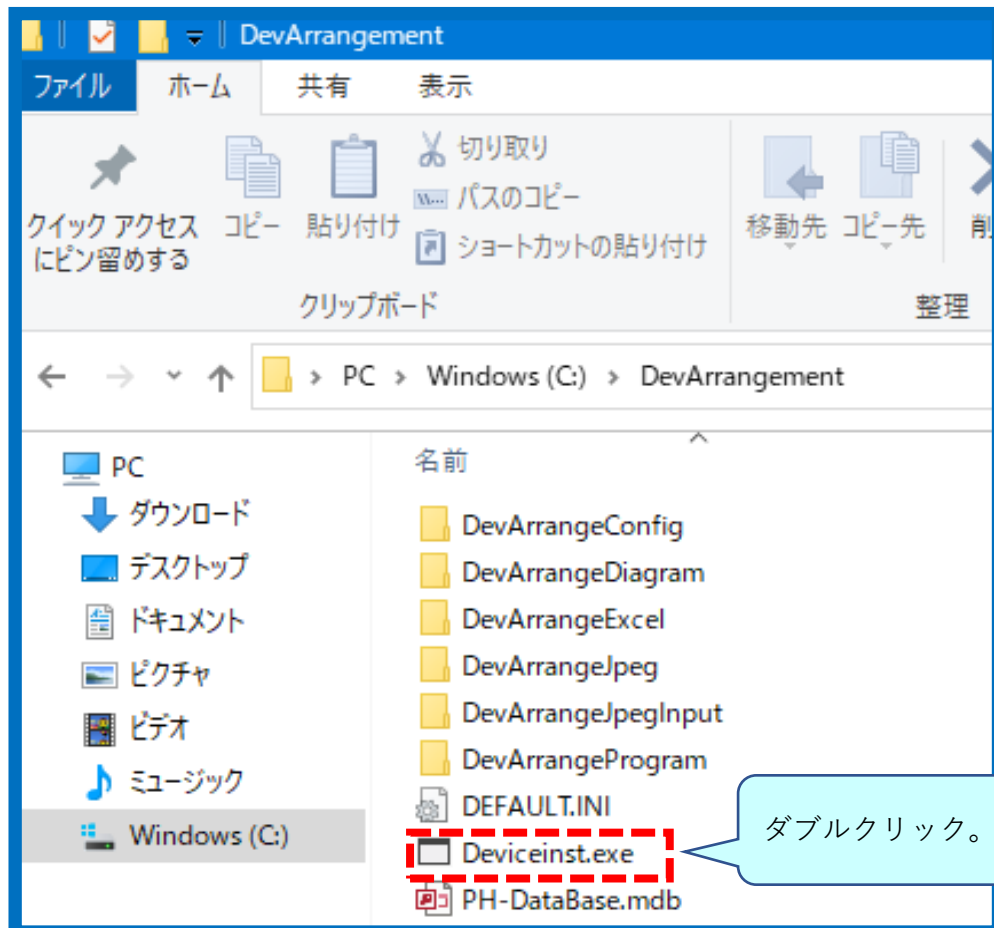 DevArrangement
ファイル ホーム 共有 表示
クイック アクセス
にピン留めする
コピー
貼り付け
切り取り
パスのコピー
ショートカットの貼り付け
移動先
コピー先
削
クリップボード
整理
PC > Windows (C:) > DevArrangement
PC
ダウンロード
デスクトップ
ドキュメント
ピクチャ
ビデオ
ミュージック
Windows (C:)
名前
DevArrangeConfig
DevArrangeDiagram
DevArrangeExcel
DevArrangeJpeg
DevArrangeJpegInput
DevArrangeProgram
DEFAULT.INI
Deviceinst.exe
PH-DataBase.mdb
ダブルクリック。